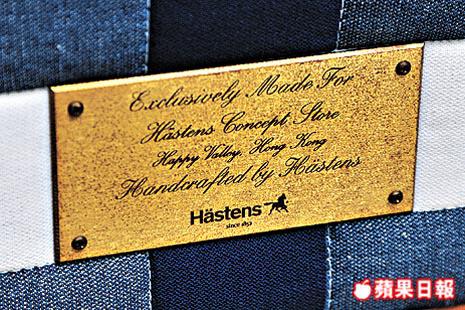 Exclusively Made For
Hästens Concept Store
Happy Valley, Hong Kong
Handcrafted by Hästens
Hästens
since 1852
蘋果日報